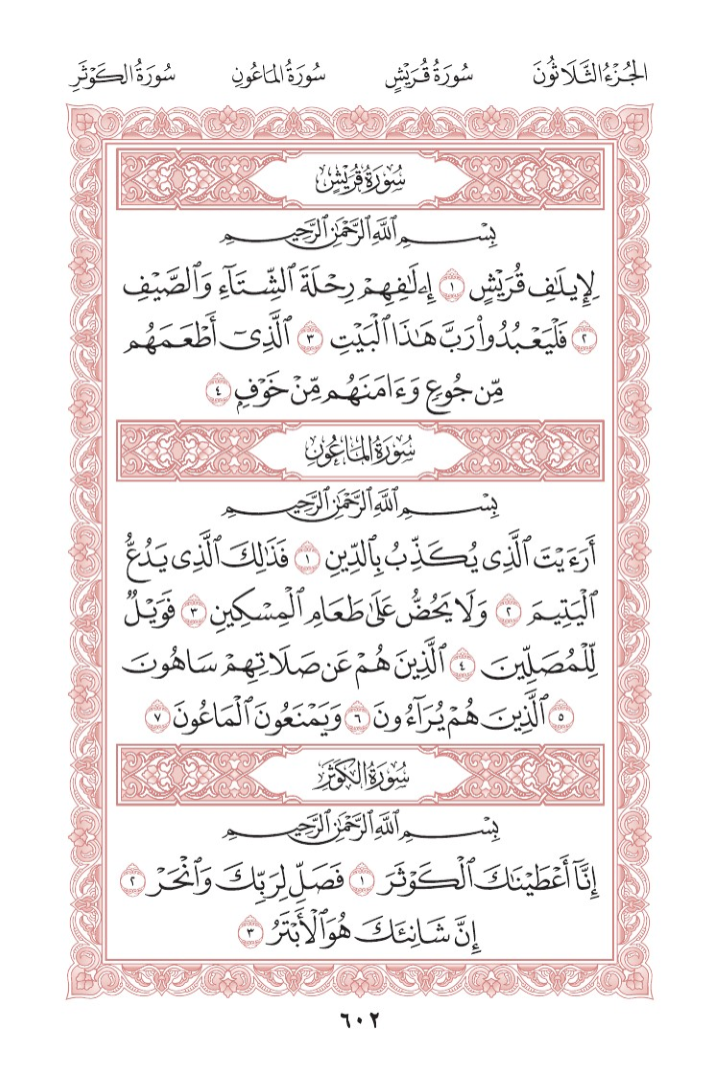 الجُزْءُ الثَّلَاثُونَ سُورَةُ قُرَيْشٍ سُورَةُ المَاعُونِ سُورَةُ الكَوْثَرِ
سُورَةُ قُرَيْشٍ
بِسْمِ ٱللَّهِ ٱلرَّحْمَٰنِ ٱلرَّحِيمِ
لِإِيلَٰفِ قُرَيْشٍ ١ إِۦلَٰفِهِمْ رِحْلَةَ ٱلشِّتَآءِ وَٱلصَّيْفِ
٢ فَلْيَعْبُدُوا۟ رَبَّ هَٰذَا ٱلْبَيْتِ ٣ ٱلَّذِىٓ أَطْعَمَهُم
مِّن جُوعٍ وَءَامَنَهُم مِّنْ خَوْفٍۭ ٤
سُورَةُ المَاعُونِ
بِسْمِ ٱللَّهِ ٱلرَّحْمَٰنِ ٱلرَّحِيمِ
أَرَءَيْتَ ٱلَّذِى يُكَذِّبُ بِٱلدِّينِ ١ فَذَٰلِكَ ٱلَّذِى يَدُعُّ
ٱلْيَتِيمَ ٢ وَلَا يَحُضُّ عَلَىٰ طَعَامِ ٱلْمِسْكِينِ ٣ فَوَيْلٌ
لِّلْمُصَلِّينَ ٤ ٱلَّذِينَ هُمْ عَن صَلَاتِهِمْ سَاهُونَ
٥ ٱلَّذِينَ هُمْ يُرَآءُونَ ٦ وَيَمْنَعُونَ ٱلْمَاعُونَ ٧
سُورَةُ الكَوْثَرِ
بِسْمِ ٱللَّهِ ٱلرَّحْمَٰنِ ٱلرَّحِيمِ
إِنَّآ أَعْطَيْنَٰكَ ٱلْكَوْثَرَ ١ فَصَلِّ لِرَبِّكَ وَٱنْحَرْ ٢
إِنَّ شَانِئَكَ هُوَ ٱلْأَبْتَرُ ٣
٦٠٢